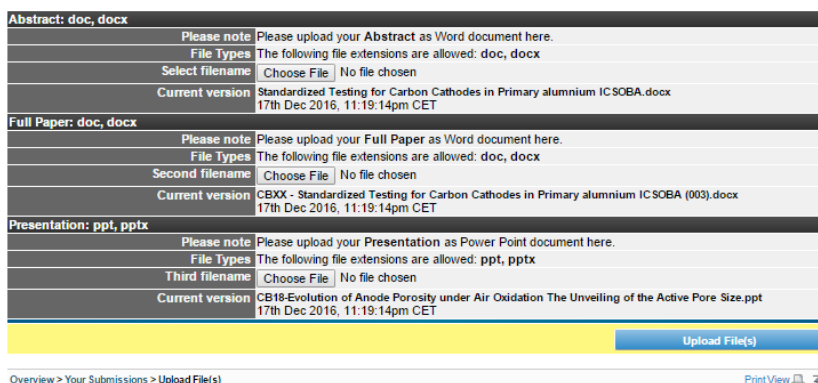 Abstract: doc, docx
Please note Please upload your Abstract as Word document here.
File Types The following file extensions are allowed: doc, docx
Select filename Choose File No file chosen
Current version Standardized Testing for Carbon Cathodes in Primary alumnium ICSOBA.docx
17th Dec 2016, 11:19:14pm CET
Full Paper: doc, docx
Please note Please upload your Full Paper as Word document here.
File Types The following file extensions are allowed: doc, docx
Second filename Choose File No file chosen
Current version CBXX - Standardized Testing for Carbon Cathodes in Primary alumnium ICSOBA (003).docx
17th Dec 2016, 11:19:14pm CET
Presentation: ppt, pptx
Please note Please upload your Presentation as Power Point document here.
File Types The following file extensions are allowed: ppt, pptx
Third filename Choose File No file chosen
Current version CB18-Evolution of Anode Porosity under Air Oxidation The Unveiling of the Active Pore Size.ppt
17th Dec 2016, 11:19:14pm CET
Upload File(s)
Overview > Your Submissions > Upload File(s) Print View